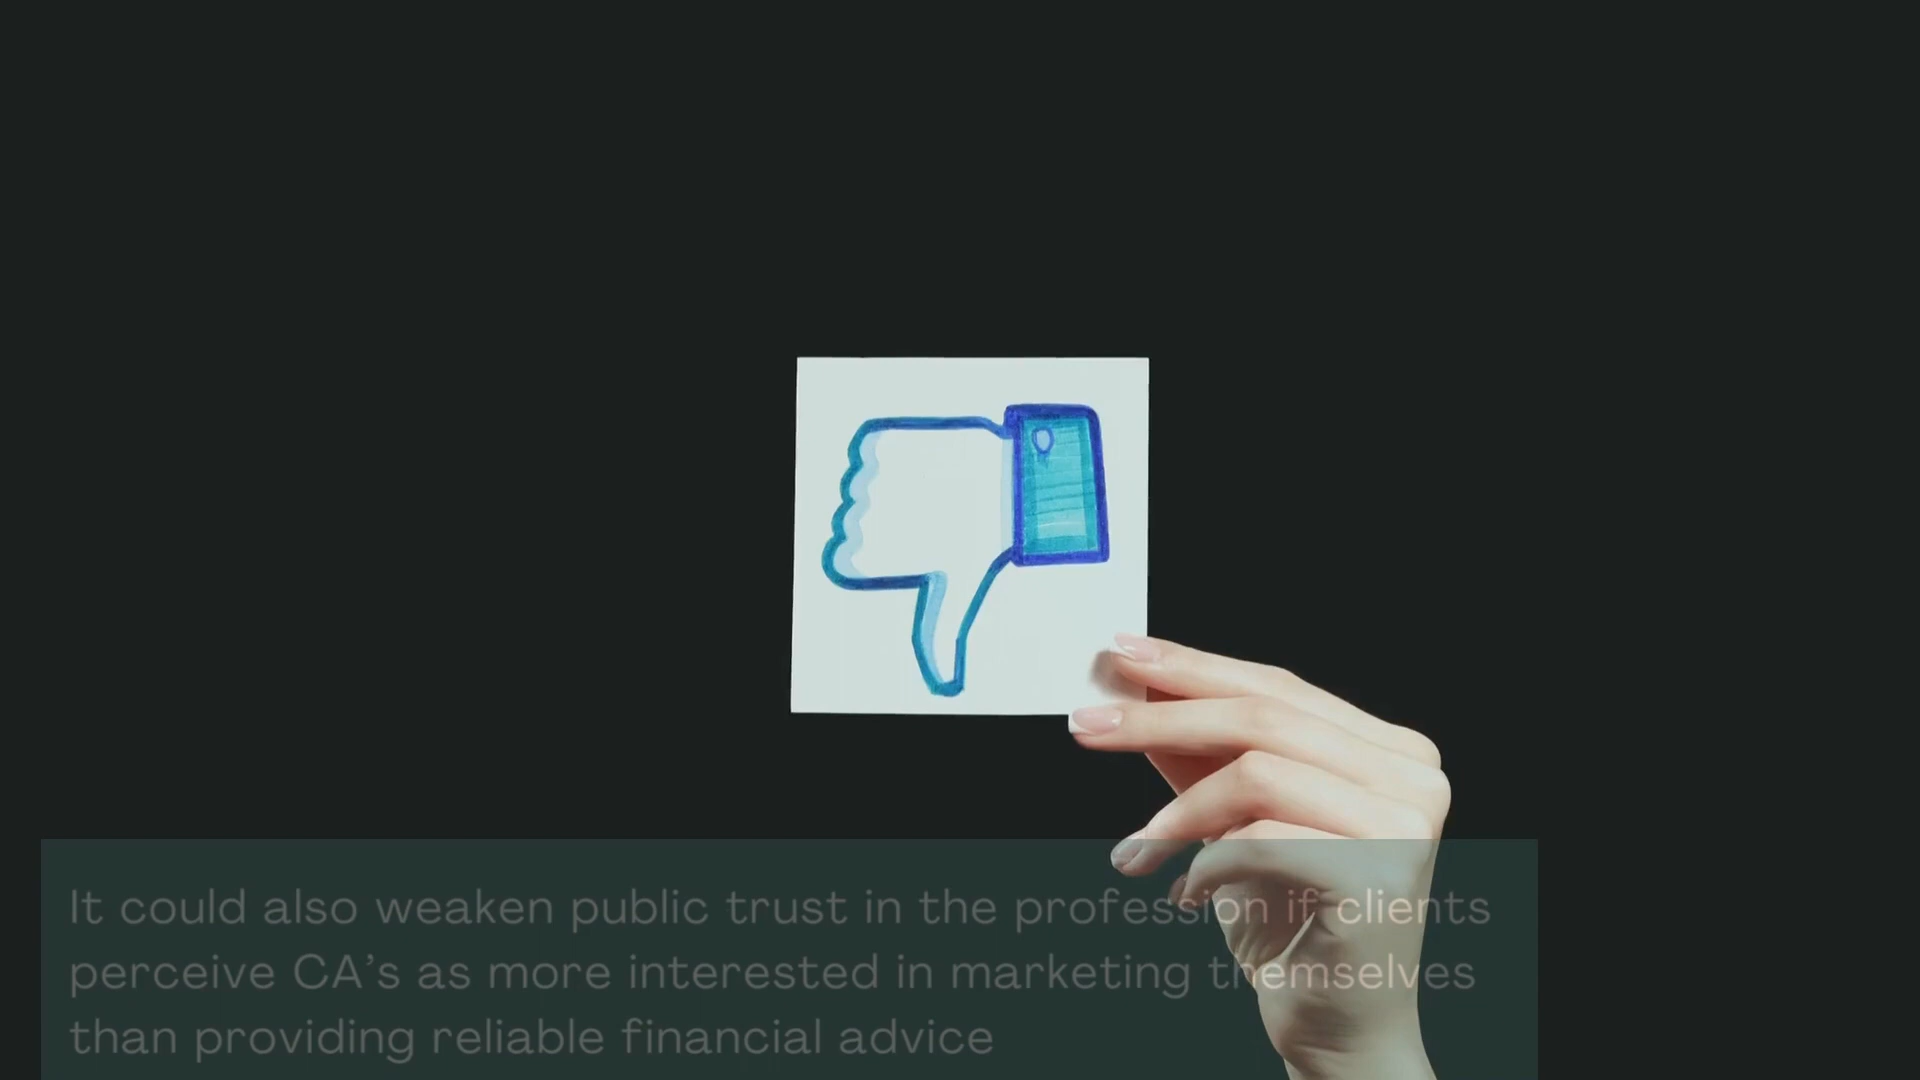 It could also weaken public trust in the profession if clients
perceive CA's as more interested in marketing themselves
than providing reliable financial advice